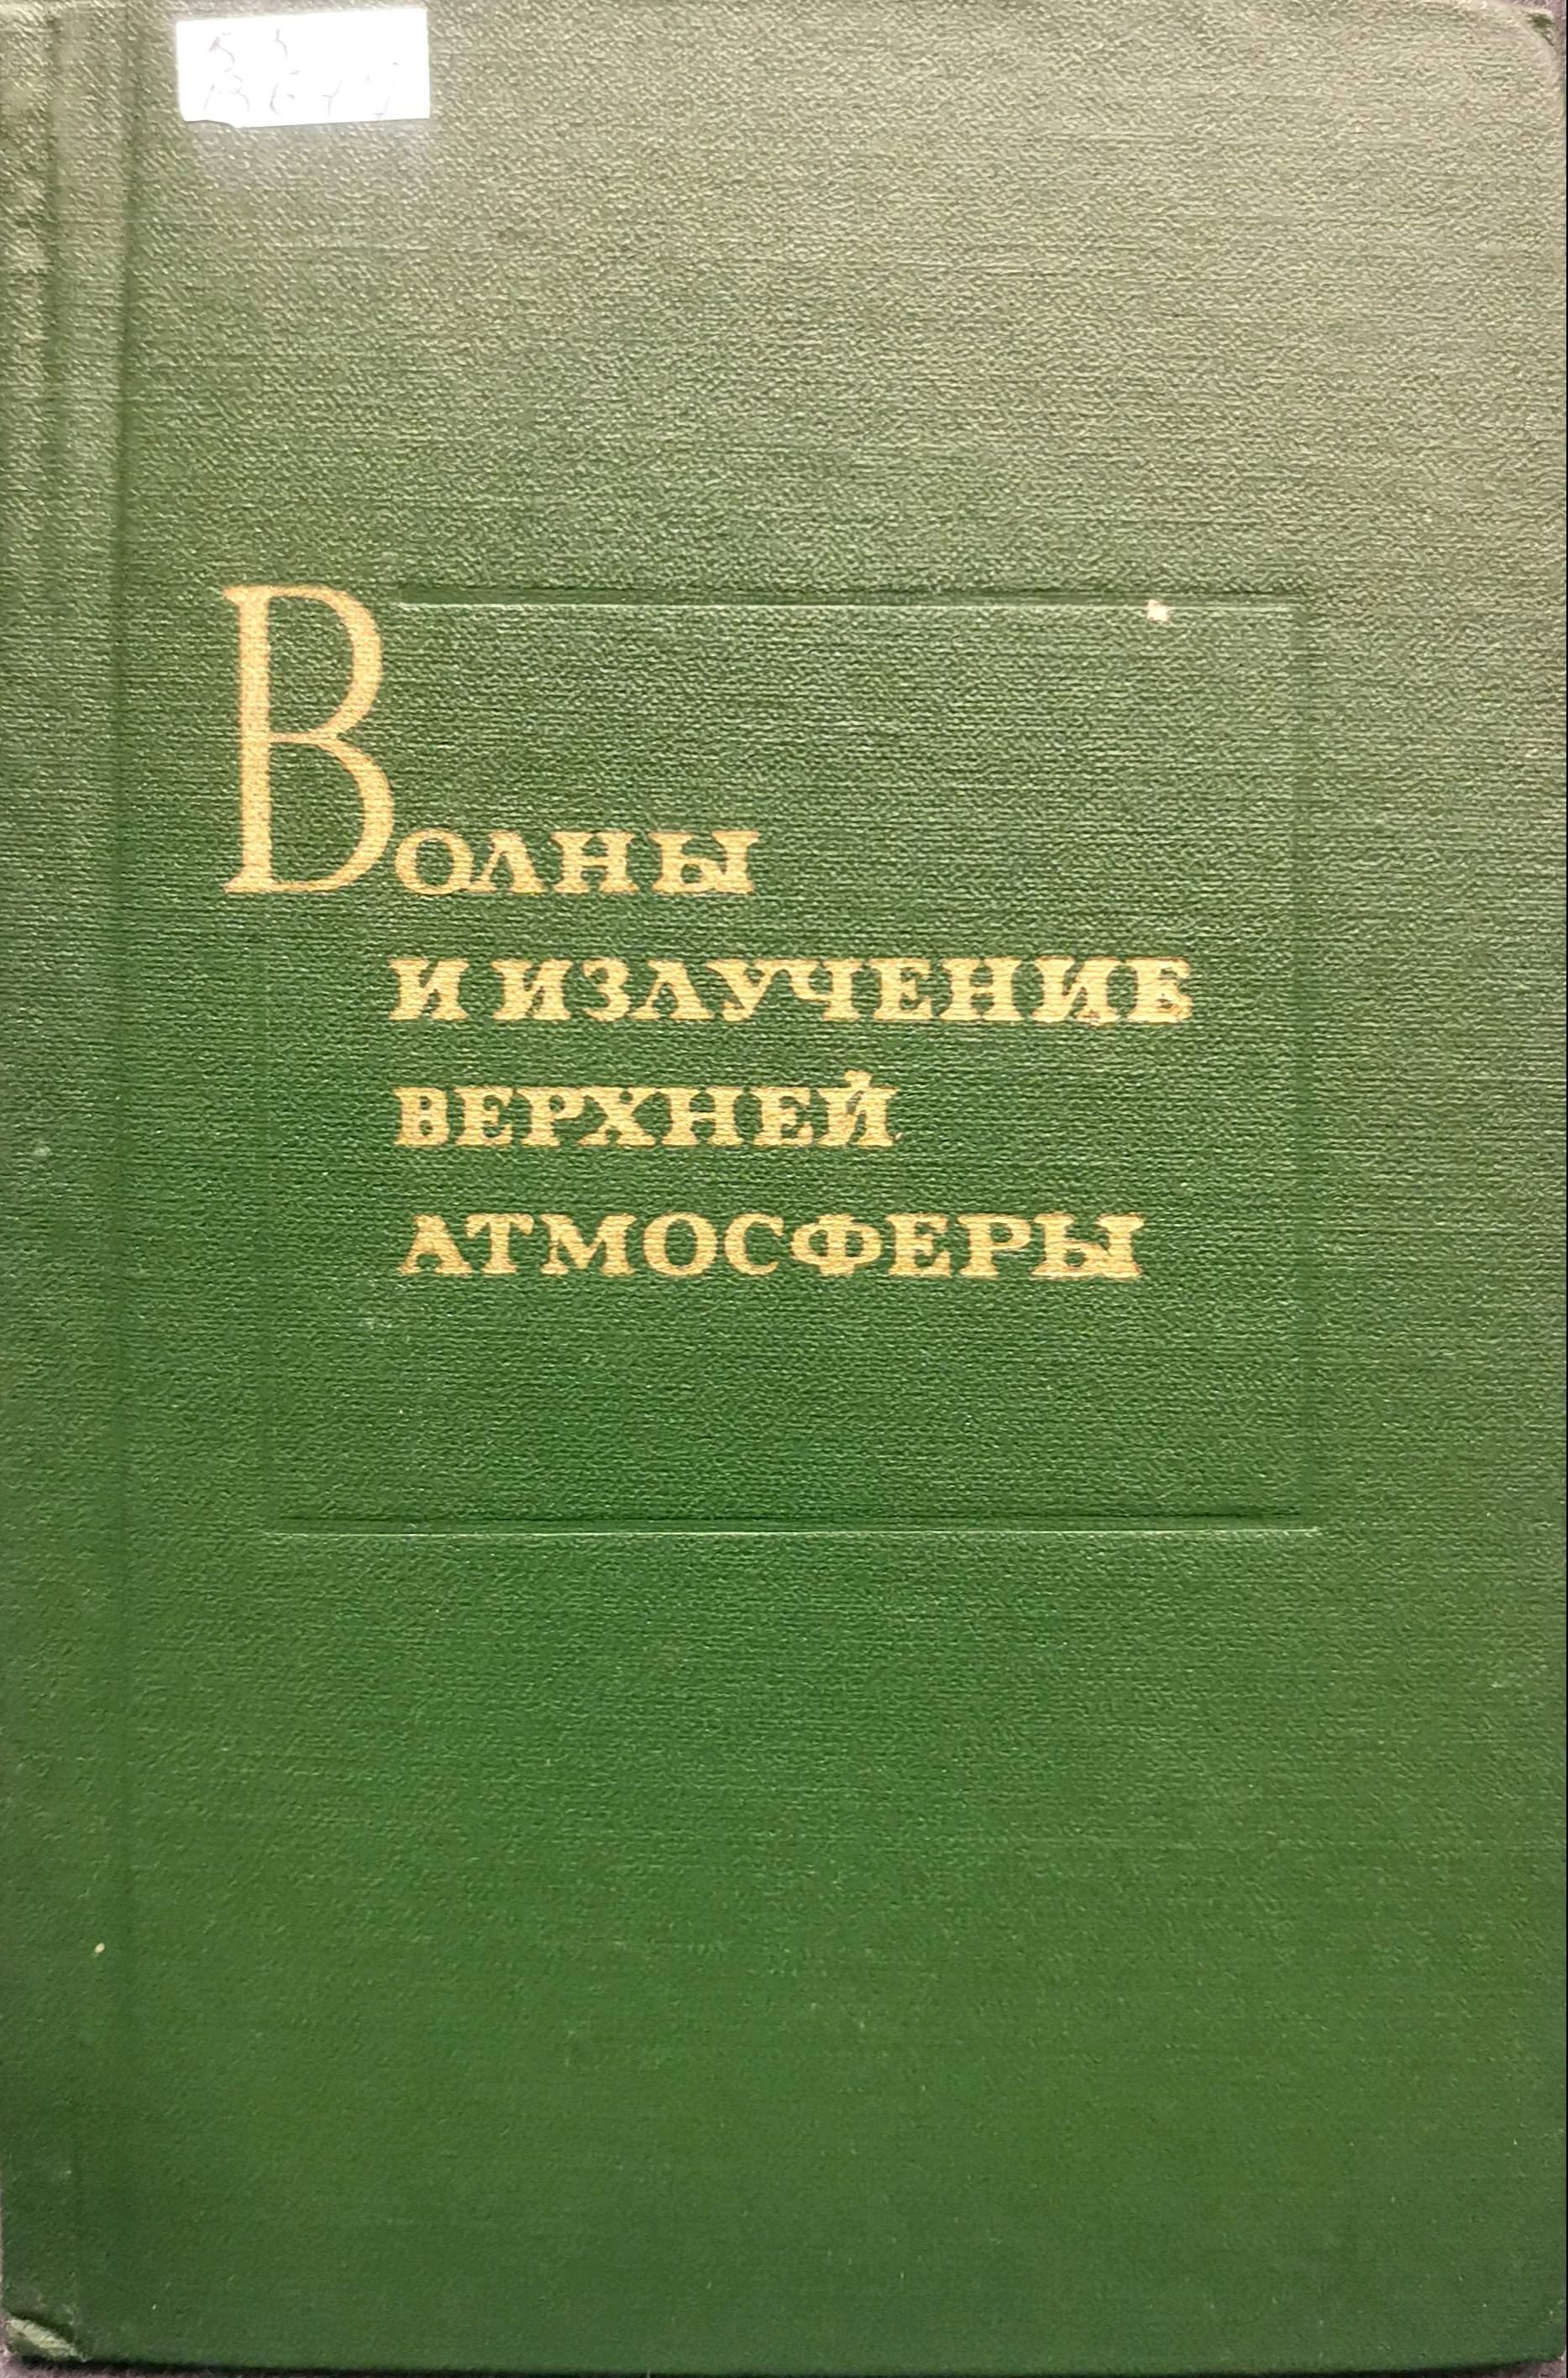 Волны
и излучение
верхней
атмосферы